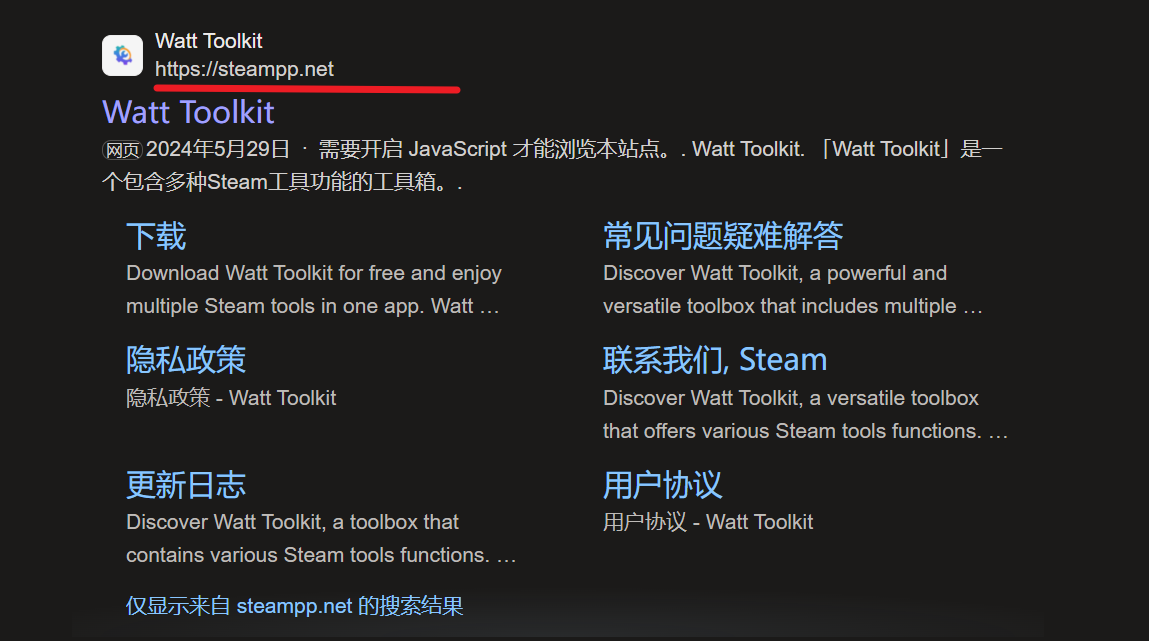 Watt Toolkit
https://steampp.net
Watt Toolkit
网页 2024年5月29日 · 需要开启 JavaScript 才能浏览本站点。. Watt Toolkit. 「Watt Toolkit」是一
个包含多种Steam工具功能的工具箱。.
下载
Download Watt Toolkit for free and enjoy
multiple Steam tools in one app. Watt …
常见问题疑难解答
Discover Watt Toolkit, a powerful and
versatile toolbox that includes multiple …
隐私政策
隐私政策 - Watt Toolkit
联系我们, Steam
Discover Watt Toolkit, a versatile toolbox
that offers various Steam tools functions. …
更新日志
Discover Watt Toolkit, a toolbox that
contains various Steam tools functions. …
用户协议
用户协议 - Watt Toolkit
仅显示来自 steampp.net 的搜索结果